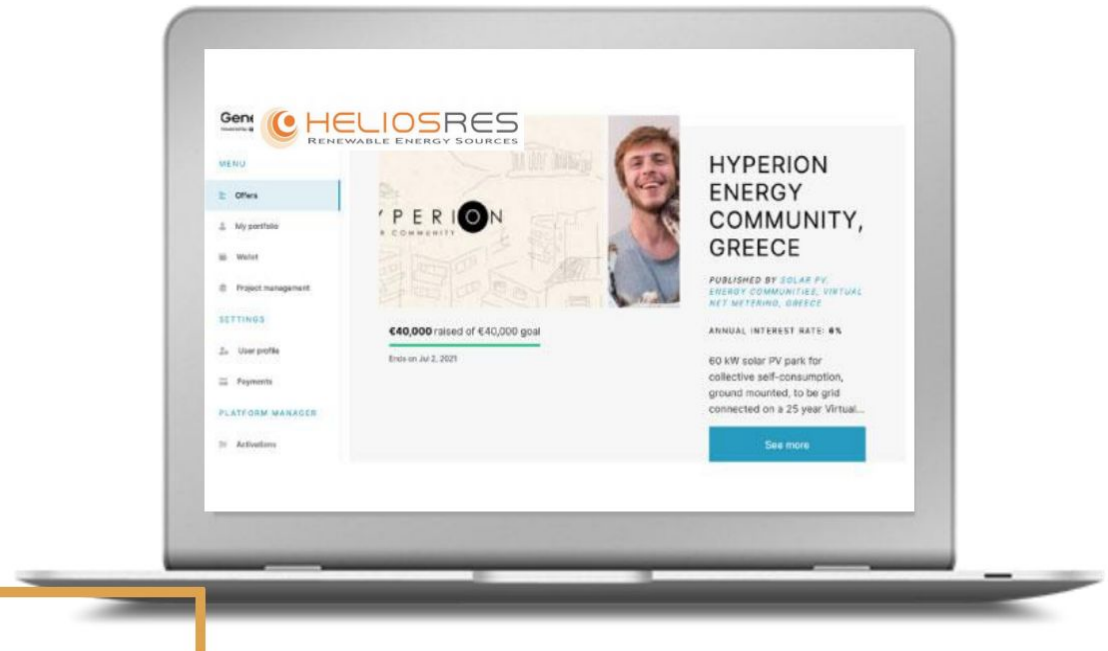 Gene
HELIOSRES
RENEWABLE ENERGY SOURCES
MENU
Offers
My portfolio
Wallet
Project management
SETTINGS
User profile
Payments
PLATFORM MANAGER
Activations
YPERION
COMMUNITY
€40,000 raised of €40,000 goal
Ends on Jul 2, 2021
HYPERION
ENERGY
COMMUNITY,
GREECE
PUBLISHED BY SOLAR PV,
ENERGY COMMUNITIES, VIRTUAL
NET METERING, GREECE
ANNUAL INTEREST RATE: 6%
60 kW solar PV park for
collective self-consumption,
ground mounted, to be grid
connected on a 25 year Virtual...
See more